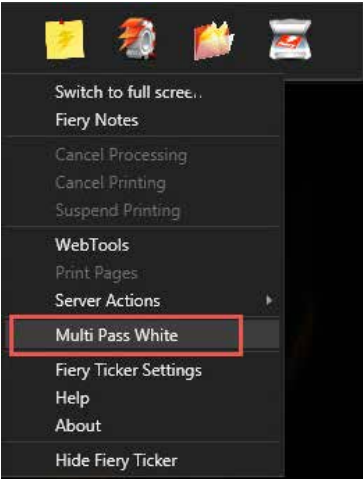 Switch to full scree..
Fiery Notes
Cancel Processing
Cancel Printing
Suspend Printing
WebTools
Print Pages
Server Actions
Multi Pass White
Fiery Ticker Settings
Help
About
Hide Fiery Ticker